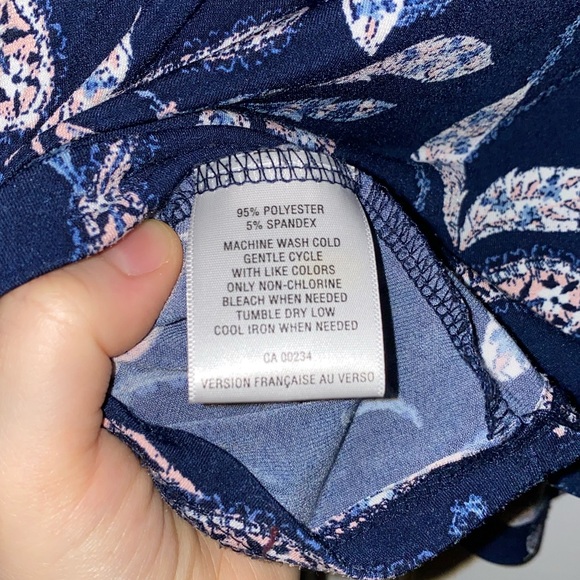 95% POLYESTER
5% SPANDEX
MACHINE WASH COLD
GENTLE CYCLE
WITH LIKE COLORS
ONLY NON-CHLORINE
BLEACH WHEN NEEDED
TUMBLE DRY LOW
COOL IRON WHEN NEEDED
CA 00234
VERSION FRANÇAISE AU VERSO